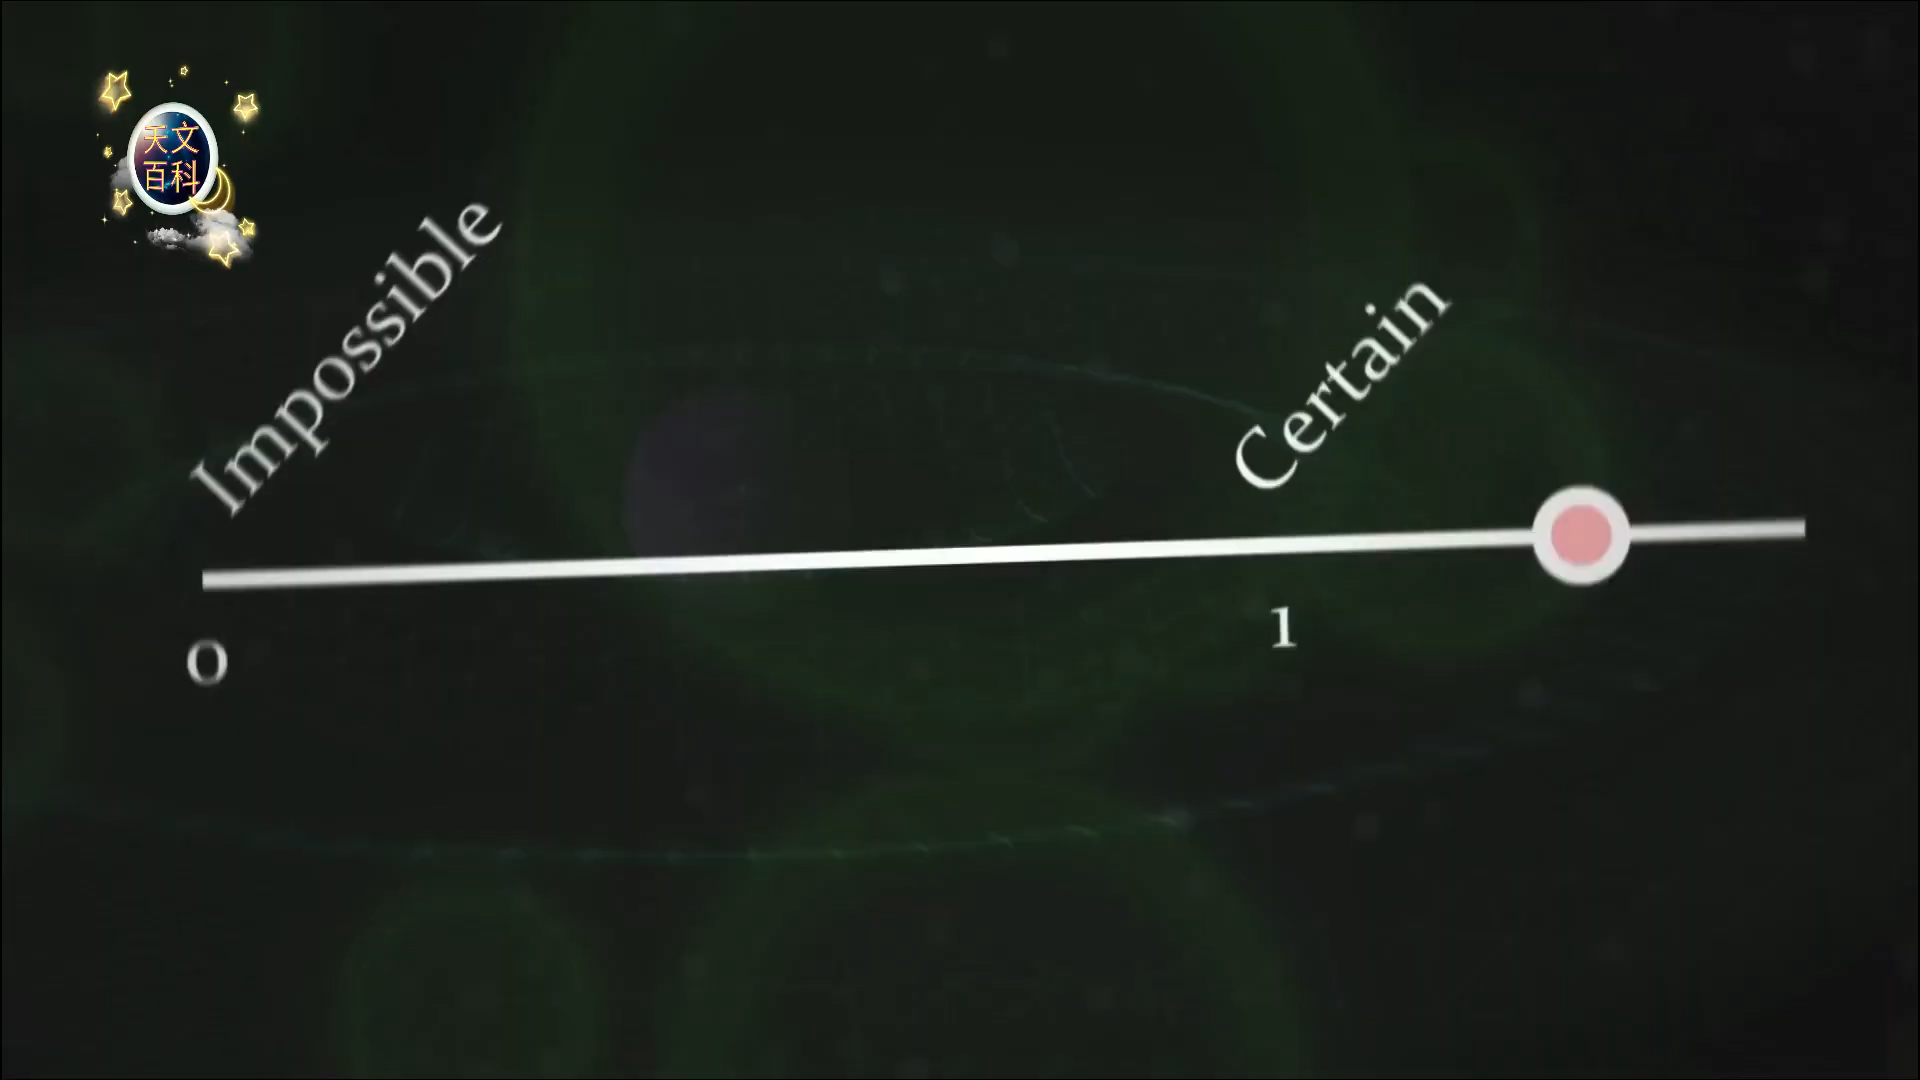 天文
百科
Impossible
Certain
0
1